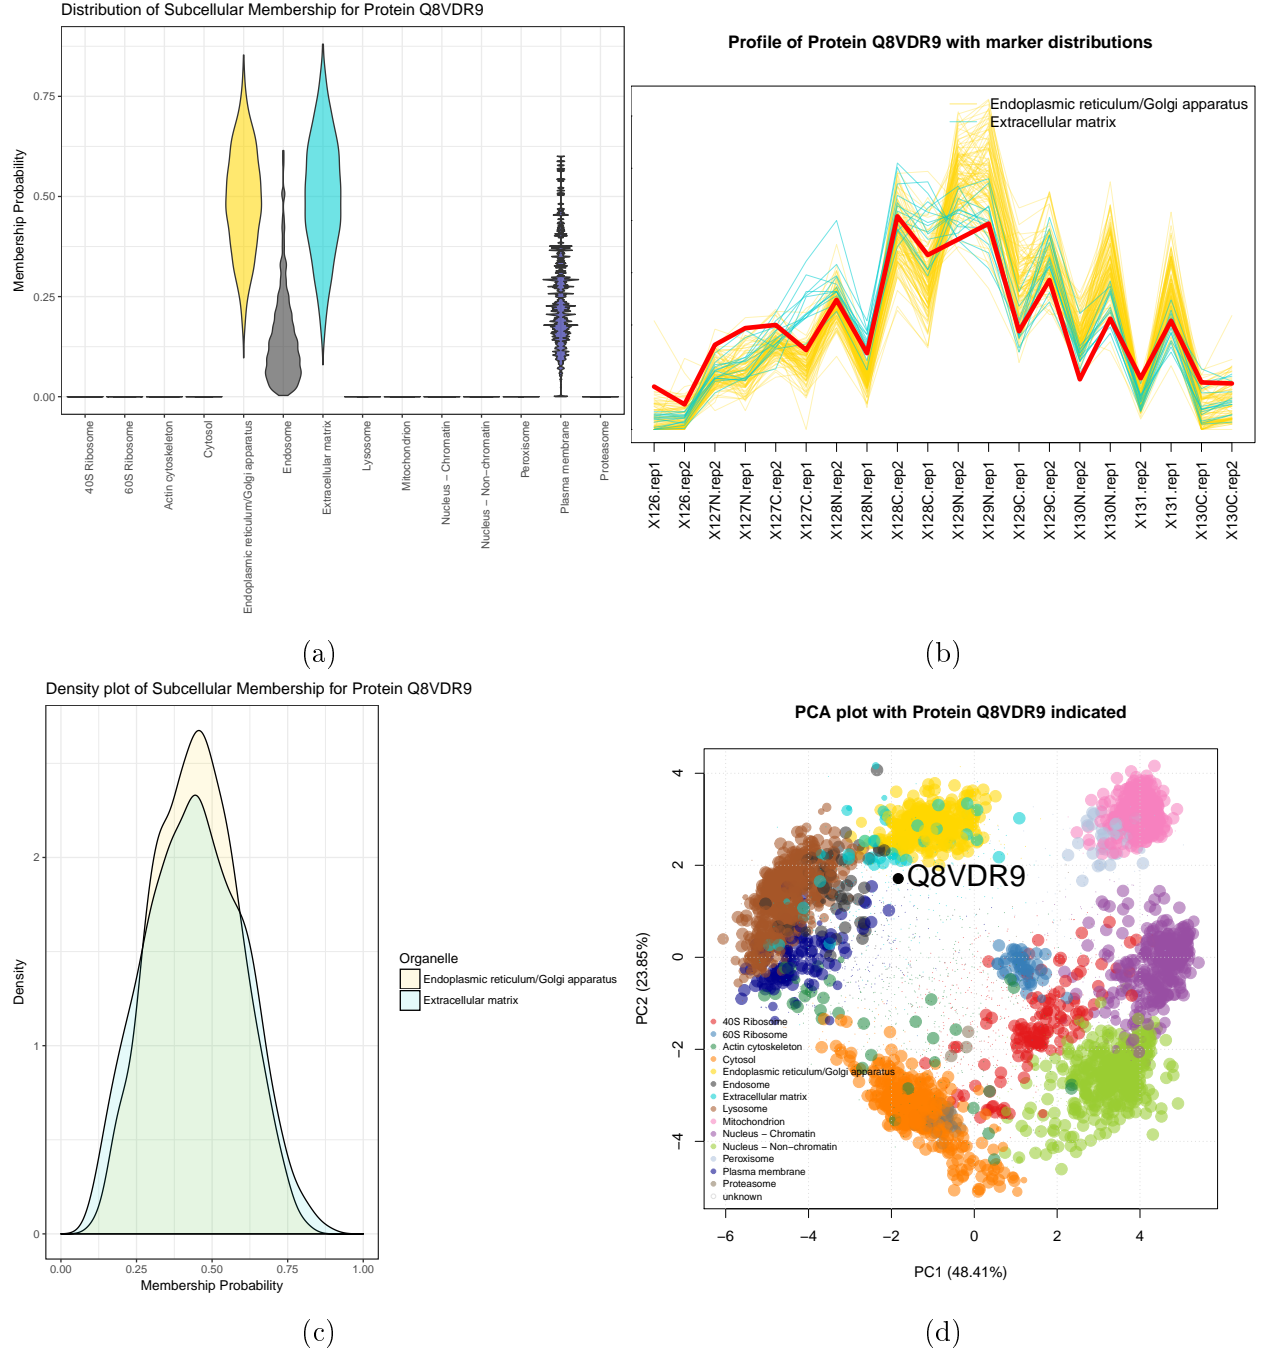 Distribution of Subcellular Membership for Protein Q8VDR9
Membership Probability
0.75
0.50
0.25
0.00
40S Ribosome
60S Ribosome
Actin cytoskeleton
Cytosol
Endoplasmic reticulum/Golgi apparatus
Endosome
Extracellular matrix
Lysosome
Mitochondrion
Nucleus − Chromatin
Nucleus − Non−chromatin
Peroxisome
Plasma membrane
Proteasome
(a)
Profile of Protein Q8VDR9 with marker distributions
Endoplasmic reticulum/Golgi apparatus
Extracellular matrix
X126.rep1
X126.rep2
X127N.rep2
X127N.rep1
X127C.rep2
X127C.rep1
X128N.rep2
X128N.rep1
X128C.rep2
X128C.rep1
X129N.rep2
X129N.rep1
X129C.rep1
X129C.rep2
X130N.rep2
X130N.rep1
X131.rep2
X131.rep1
X130C.rep1
X130C.rep2
(b)
Density plot of Subcellular Membership for Protein Q8VDR9
Density
2
1
0
0.00
0.25
0.50
0.75
1.00
Membership Probability
Organelle
Endoplasmic reticulum/Golgi apparatus
Extracellular matrix
(c)
PCA plot with Protein Q8VDR9 indicated
PC2 (23.85%)
4
2
0
−2
−4
Q8VDR9
40S Ribosome
60S Ribosome
Actin cytoskeleton
Cytosol
Endoplasmic reticulum/Golgi apparatus
Endosome
Extracellular matrix
Lysosome
Mitochondrion
Nucleus − Chromatin
Nucleus − Non−chromatin
Peroxisome
Plasma membrane
Proteasome
unknown
−6
−4
−2
0
2
4
PC1 (48.41%)
(d)